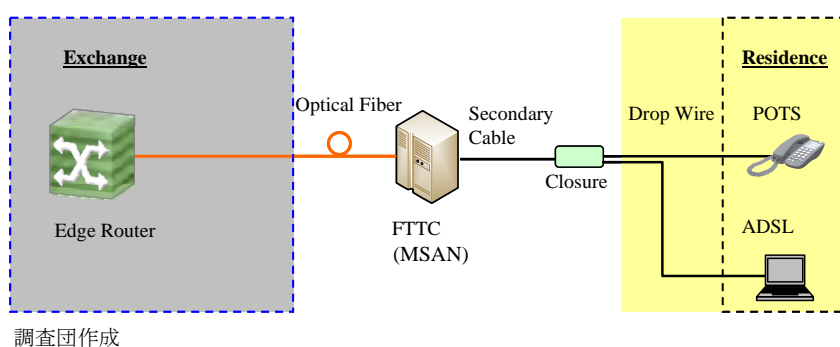 Exchange
Residence
Optical Fiber
Secondary
Cable
Drop Wire
POTS
Closure
Edge Router
FTTC
(MSAN)
ADSL
調査団作成